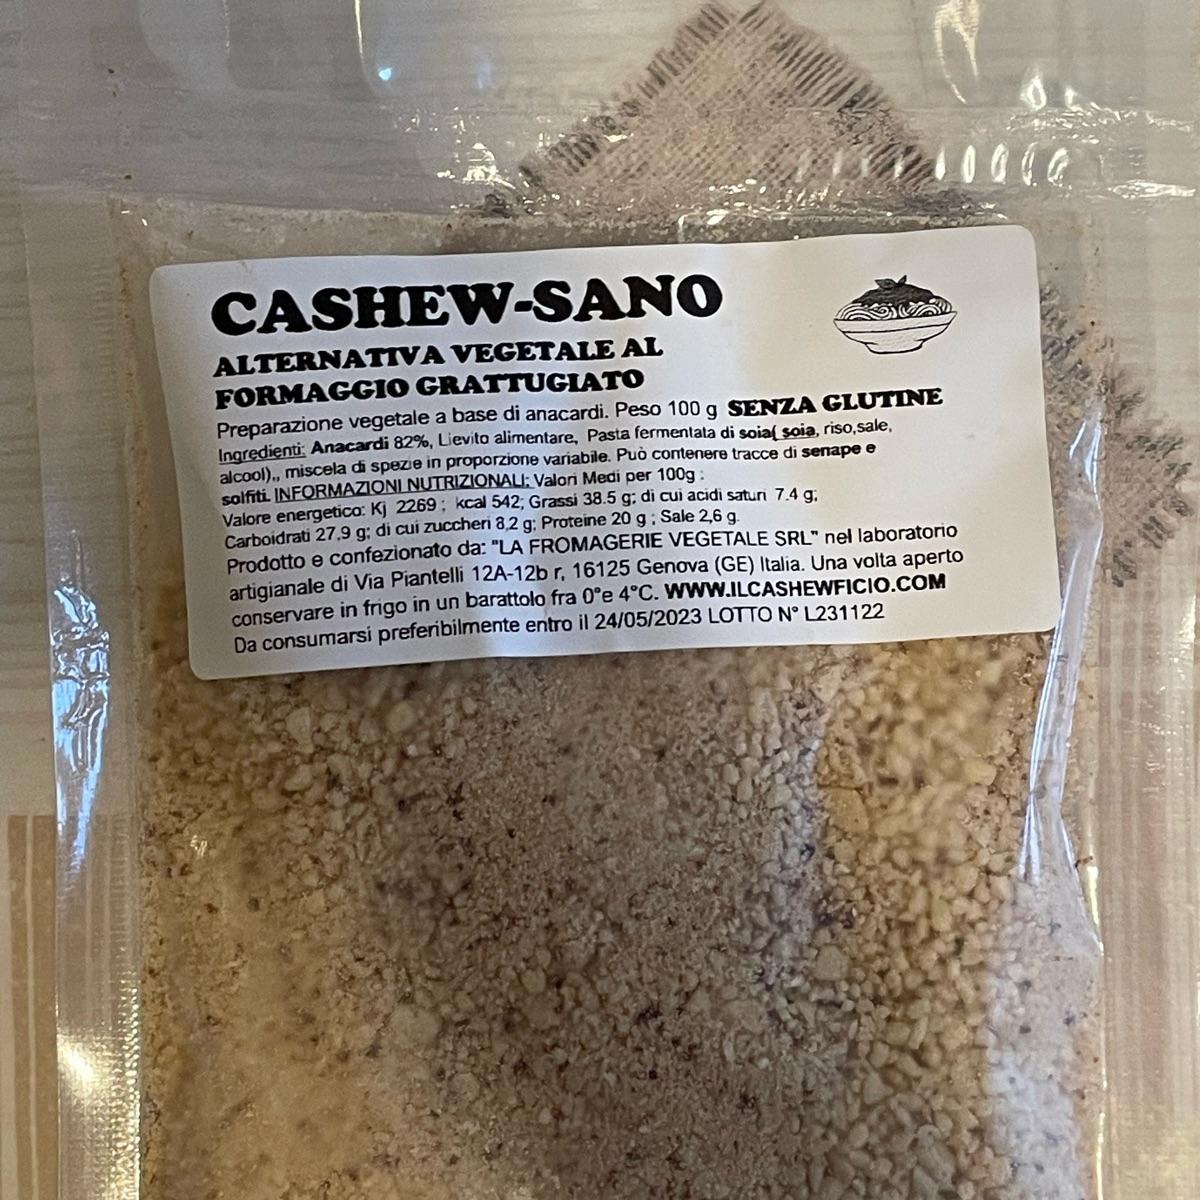 CASHEW-SANO
ALTERNATIVA VEGETALE AL
FORMAGGIO GRATTUGIATO
Preparazione vegetale a base di anacardi. Peso 100 g SENZA GLUTINE
Ingredienti: Anacardi 82%, Lievito alimentare, Pasta fermentata di soia( soia, riso,sale,
alcool),, miscela di spezie in proporzione variabile. Può contenere tracce di senape e
solfiti. INFORMAZIONI NUTRIZIONALI: Valori Medi per 100g :
Valore energetico: Kj 2269 ; kcal 542; Grassi 38.5 g; di cui acidi saturi 7.4 g;
Carboidrati 27,9 g; di cui zuccheri 8,2 g; Proteine 20 g ; Sale 2,6 g.
Prodotto e confezionato da: "LA FROMAGERIE VEGETALE SRL" nel laboratorio
artigianale di Via Piantelli 12A-12b r, 16125 Genova (GE) Italia. Una volta aperto
conservare in frigo in un barattolo fra 0°e 4°C. WWW.ILCASHEWFICIO.COM
Da consumarsi preferibilmente entro il 24/05/2023 LOTTO N° L231122